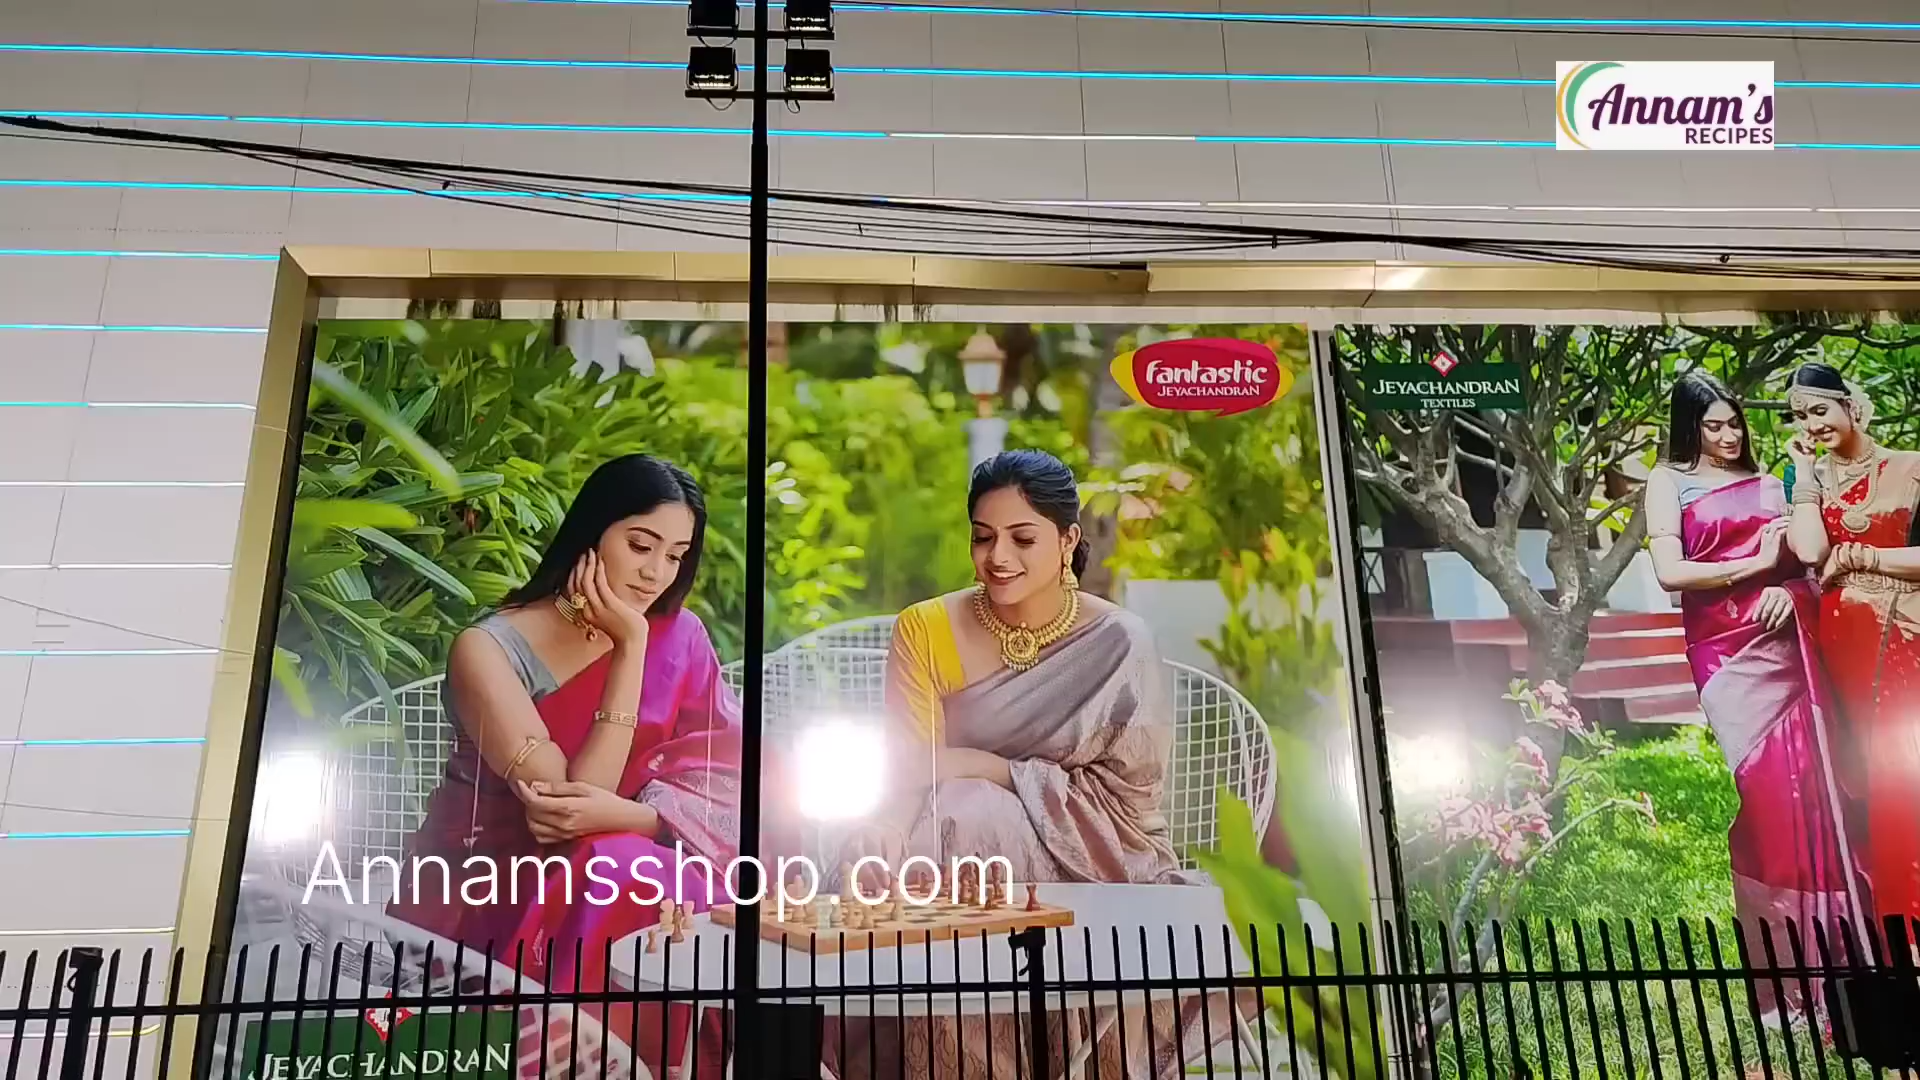 Annam's
RECIPES
fantastic
JEYACHANDRAN
JEYACHANDRAN
TEXTILES
Annamsshop.com
JEYACHANDRAN